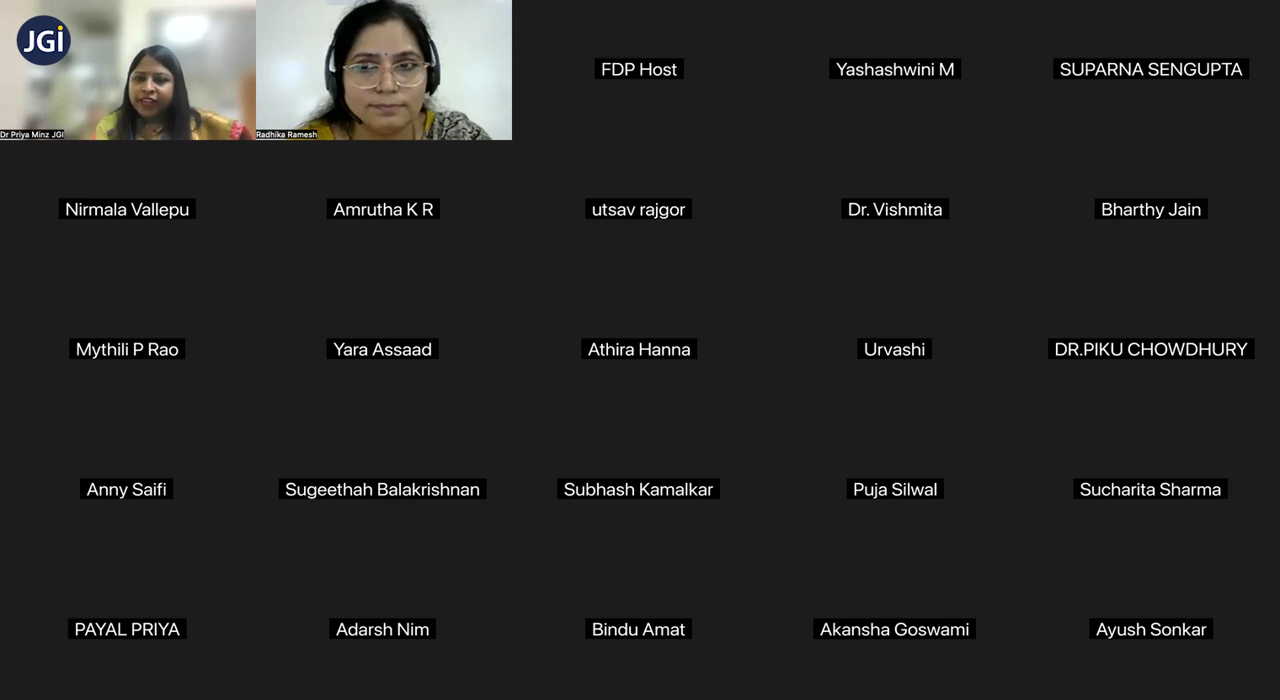 JGi
Dr Priya Minz JGI
Radhika Ramesh
FDP Host
Yashashwini M
SUPARNA SENGUPTA
Nirmala Vallepu
Amrutha K R
utsav rajgor
Dr. Vishmita
Bharthy Jain
Mythili P Rao
Yara Assaad
Athira Hanna
Urvashi
DR.PIKU CHOWDHURY
Anny Saifi
Sugeethah Balakrishnan
Subhash Kamalkar
Puja Silwal
Sucharita Sharma
PAYAL PRIYA
Adarsh Nim
Bindu Amat
Akansha Goswami
Ayush Sonkar